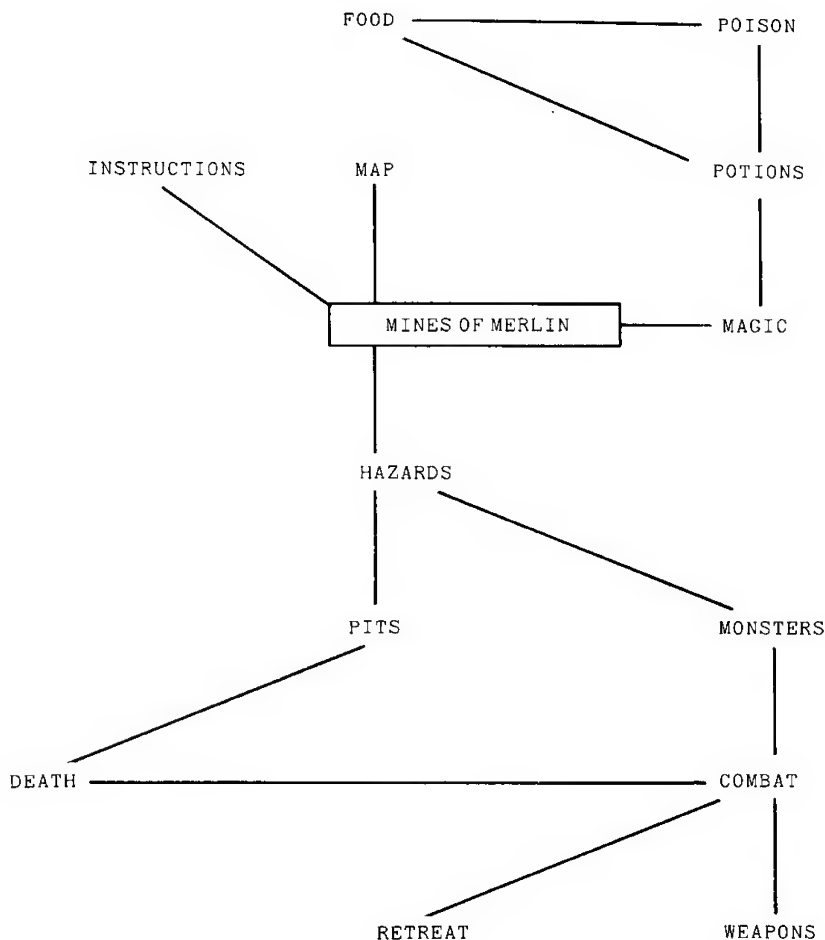 FOOD POISON
INSTRUCTIONS MAP POTIONS
MINES OF MERLIN MAGIC
HAZARDS
PITS MONSTERS
DEATH COMBAT
RETREAT WEAPONS